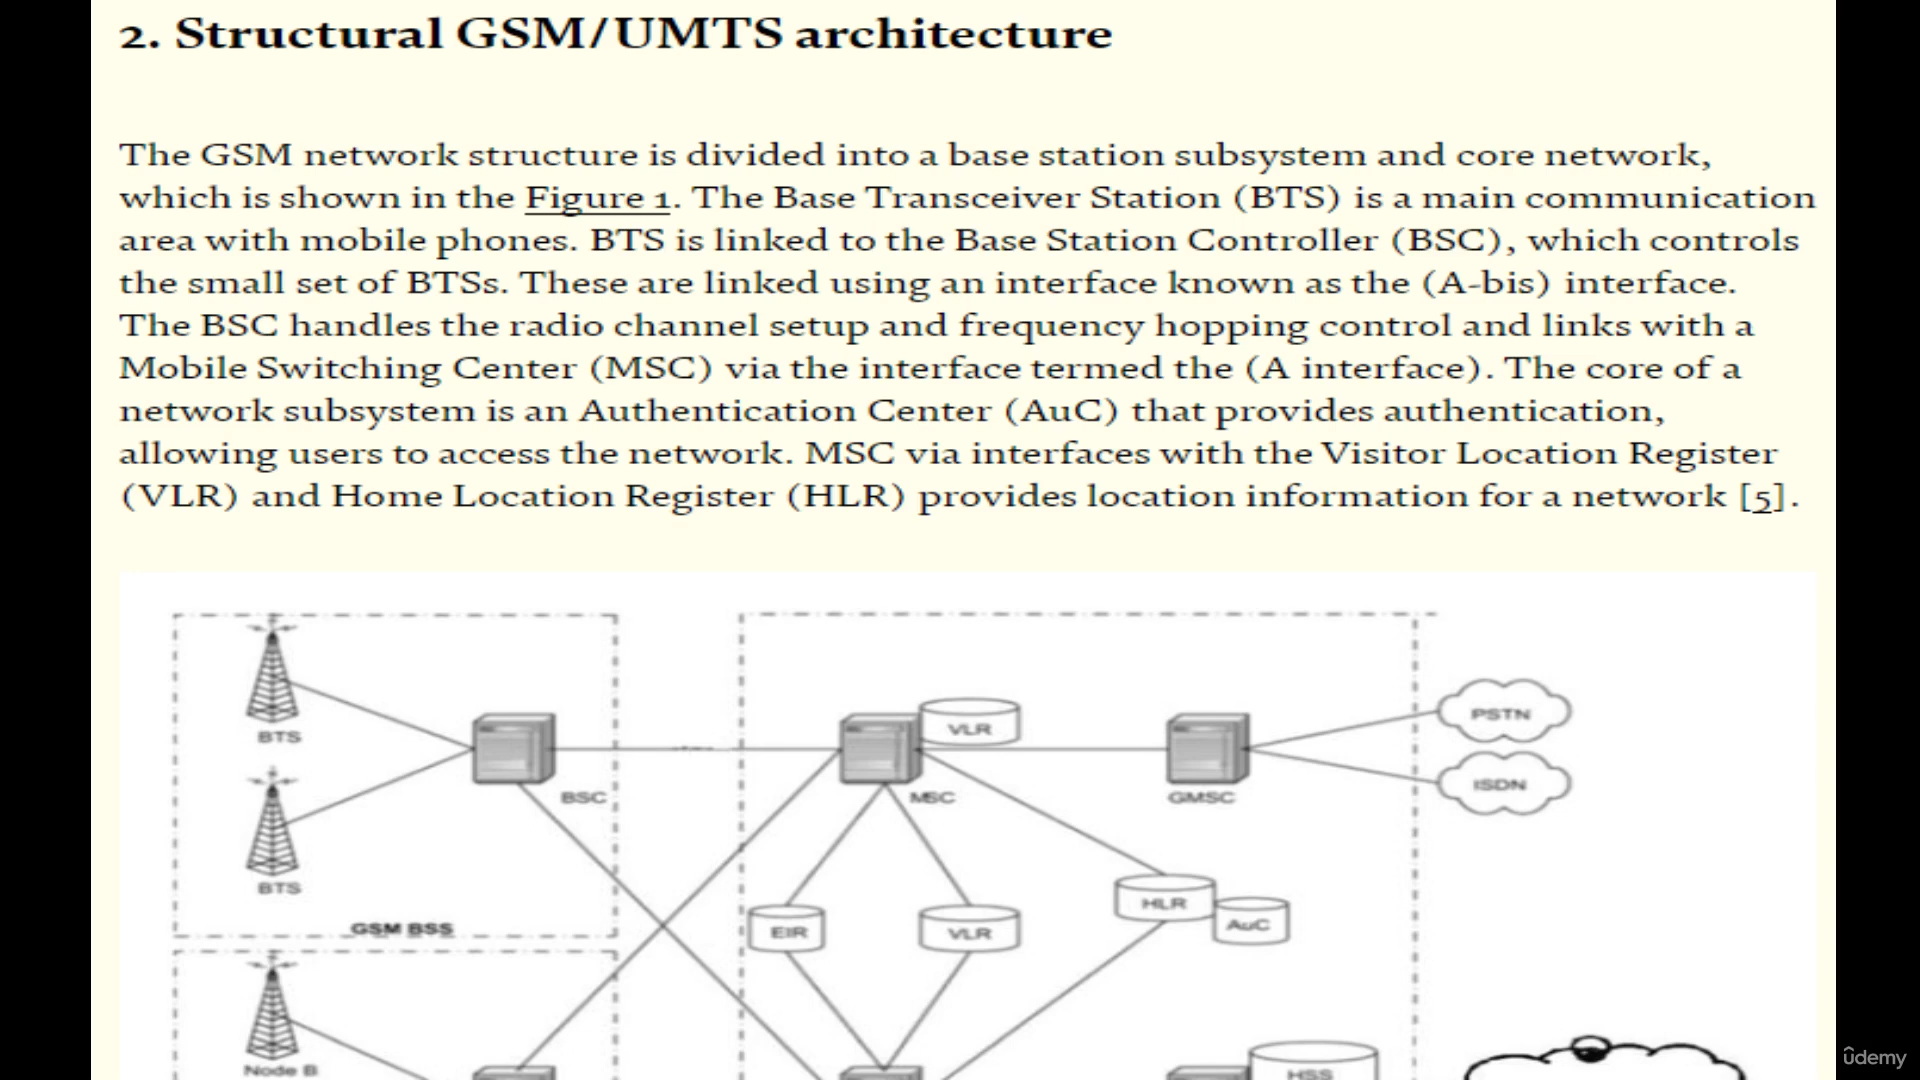 2. Structural GSM/UMTS architecture
The GSM network structure is divided into a base station subsystem and core network,
which is shown in the Figure 1. The Base Transceiver Station (BTS) is a main communication
area with mobile phones. BTS is linked to the Base Station Controller (BSC), which controls
the small set of BTSs. These are linked using an interface known as the (A-bis) interface.
The BSC handles the radio channel setup and frequency hopping control and links with a
Mobile Switching Center (MSC) via the interface termed the (A interface). The core of a
network subsystem is an Authentication Center (AuC) that provides authentication,
allowing users to access the network. MSC via interfaces with the Visitor Location Register
(VLR) and Home Location Register (HLR) provides location information for a network [5].
BTS
VLR
PSTN
BSC
MSC
GMSC
ISDN
BTS
EIR
VLR
HLR
AuC
GSM BSS
Node B
HSS
ûdemy